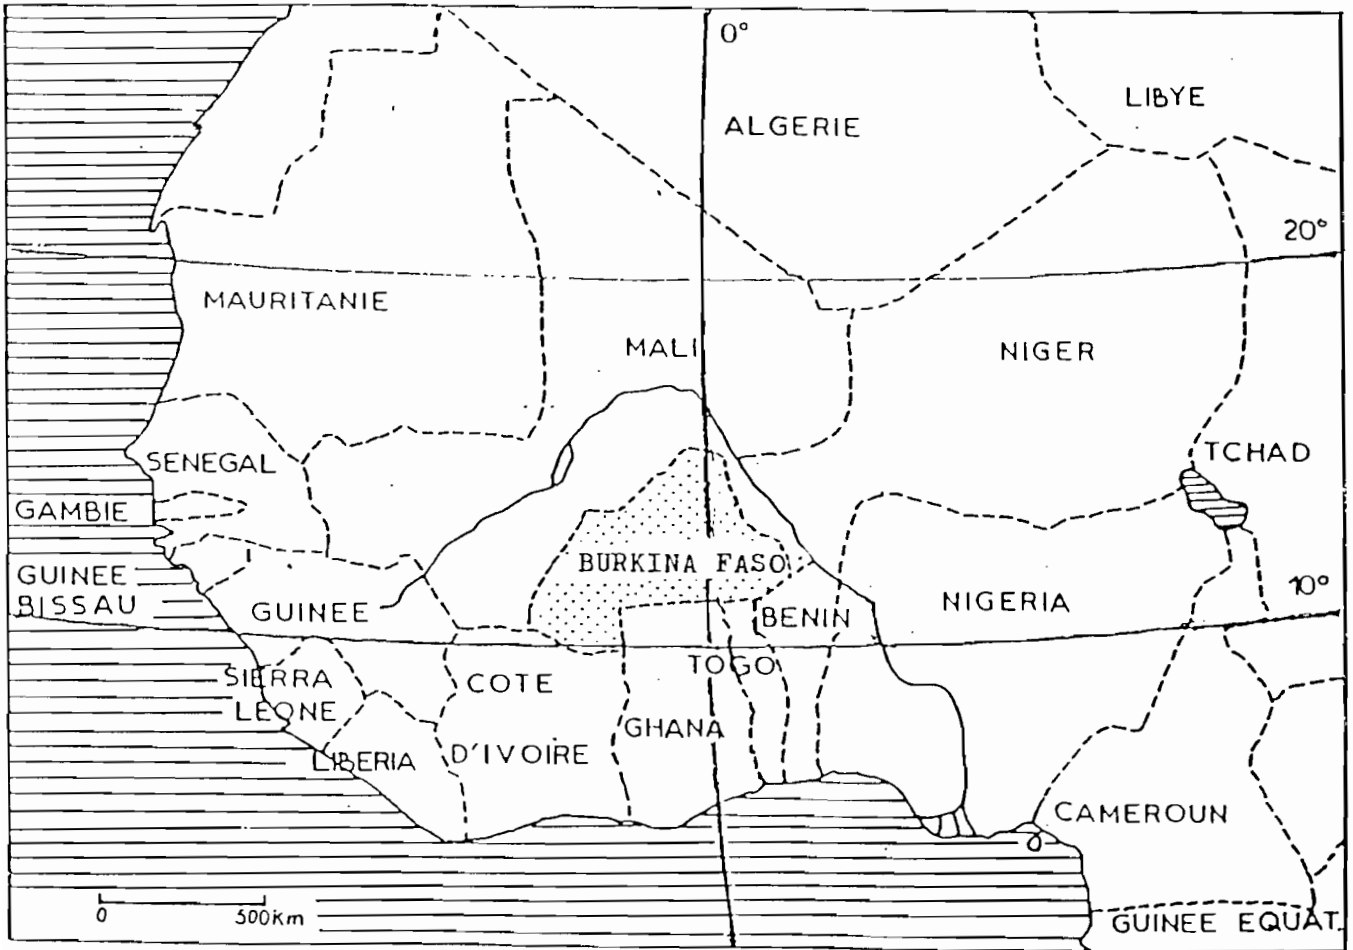 0°
LIBYE
ALGERIE
20°
MAURITANIE
MALI
NIGER
TCHAD
SENEGAL
GAMBIE
BURKINA FASO
GUINEE
BISSAU
10°
NIGERIA
GUINEE
BENIN
TOGO
SIERRA
LEONE
COTE
D'IVOIRE
GHANA
LIBERIA
CAMEROUN
0
500Km
GUINEE EQUAT.